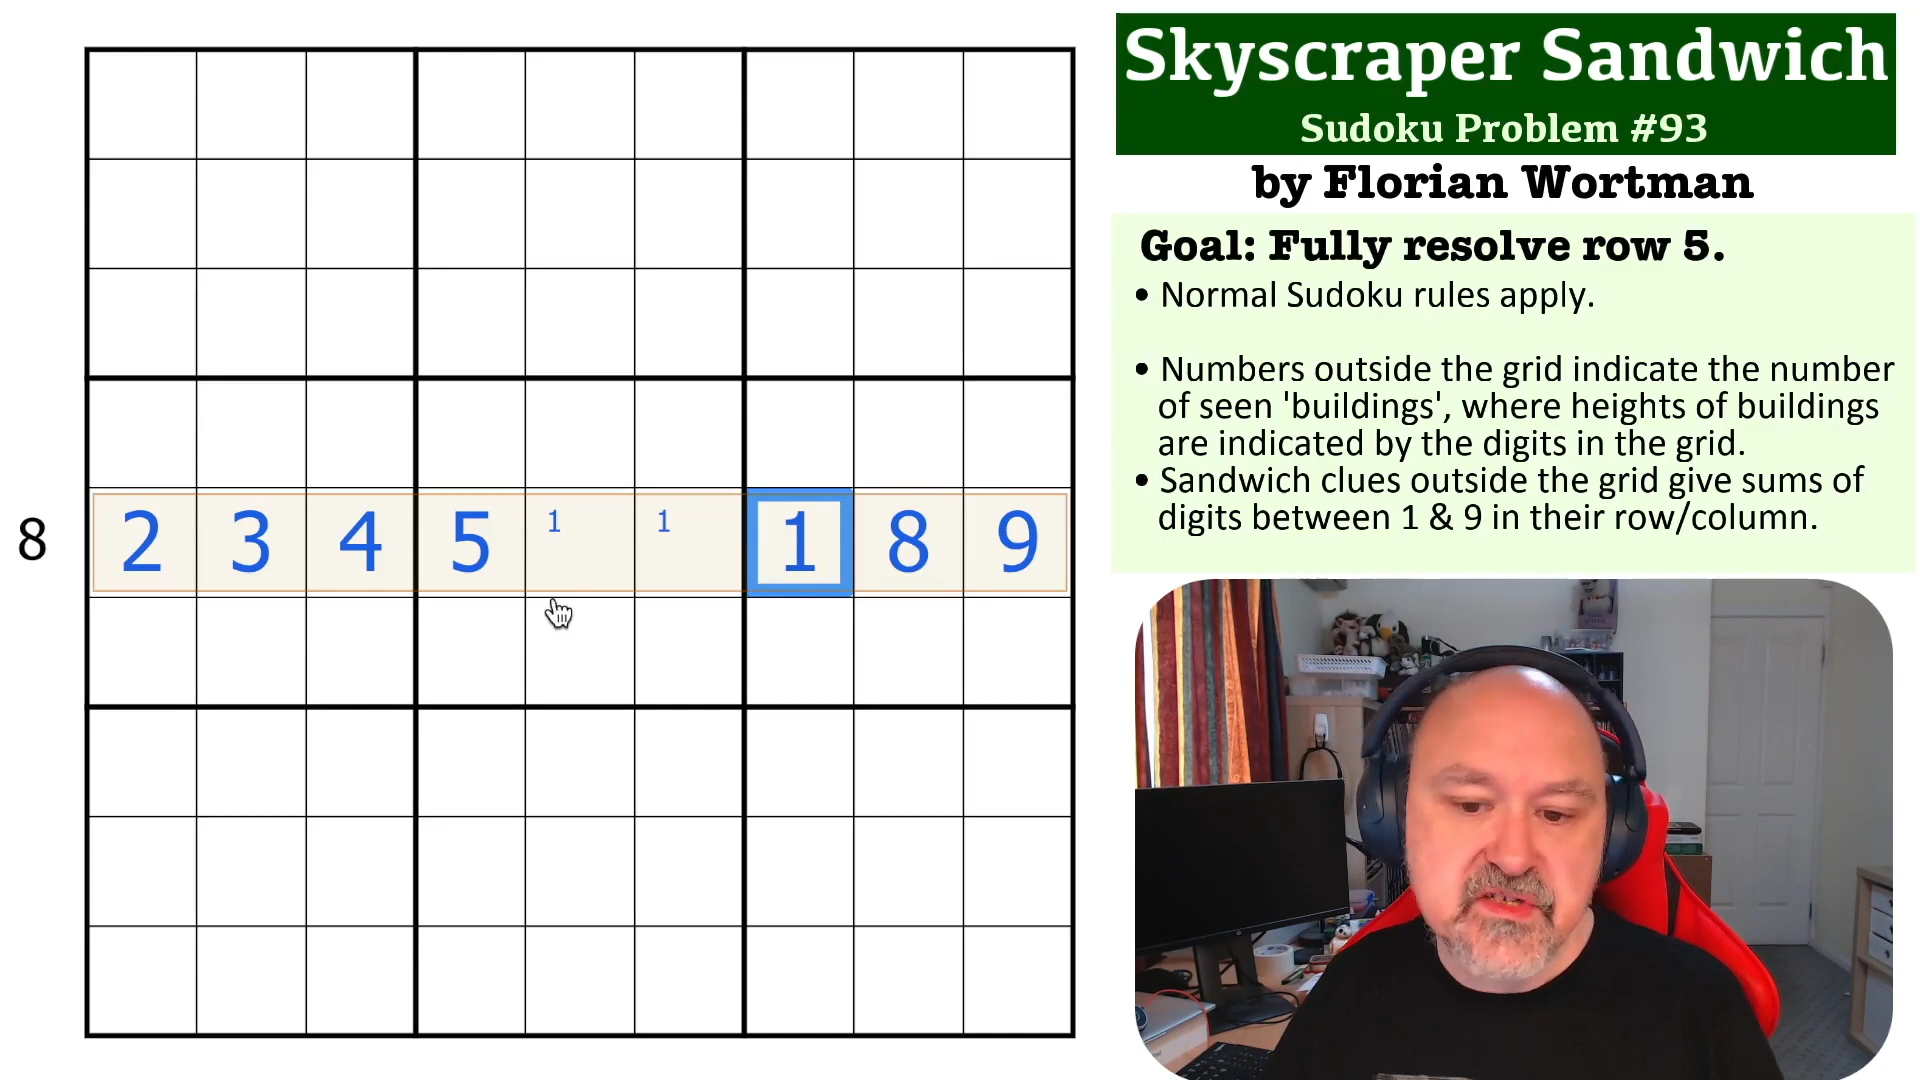 Skyscraper Sandwich
Sudoku Problem #93
by Florian Wortman
Goal: Fully resolve row 5.
• Normal Sudoku rules apply.
• Numbers outside the grid indicate the number
of seen 'buildings', where heights of buildings
are indicated by the digits in the grid.
• Sandwich clues outside the grid give sums of
digits between 1 & 9 in their row/column.
8 2 3 4 5 1 1 1 8 9